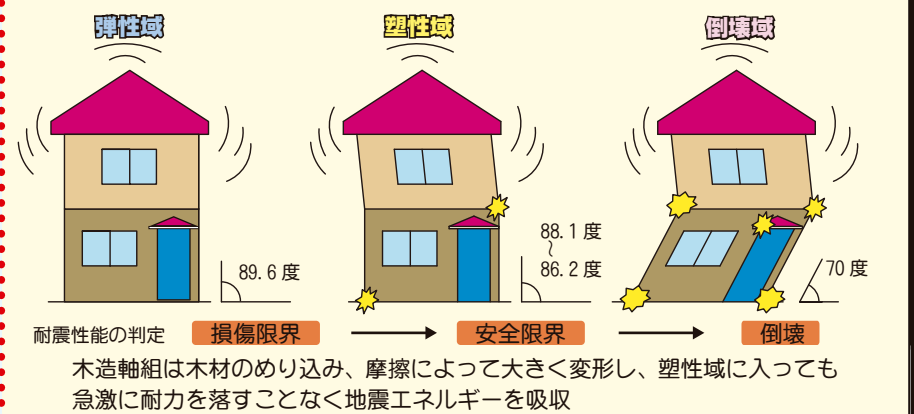 弾性域
塑性域
倒壊域
89.6度
88.1度
〜
86.2度
70度
耐震性能の判定
損傷限界
安全限界
倒壊
木造軸組は木材のめり込み、摩擦によって大きく変形し、塑性域に入っても
急激に耐力を落すことなく地震エネルギーを吸収